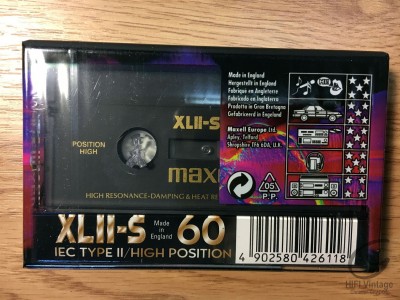 XLII-S
POSITION
HIGH
max
HIGH RESONANCE-DAMPING & HEAT RE
Made in England
Hergestellt in England
Fabriqué en Angleterre
Fabricado en Inglaterra
Prodotto in Gran Bretagna
Gefabriceerd in Engeland
Maxell Europe Ltd.
Apley, Telford
Shropshire TF6 6DA, U.K.
05
P.P.
XLII-S Made in England 60
IEC TYPE II/HIGH POSITION
4 902580 426118
HIFI Vintage